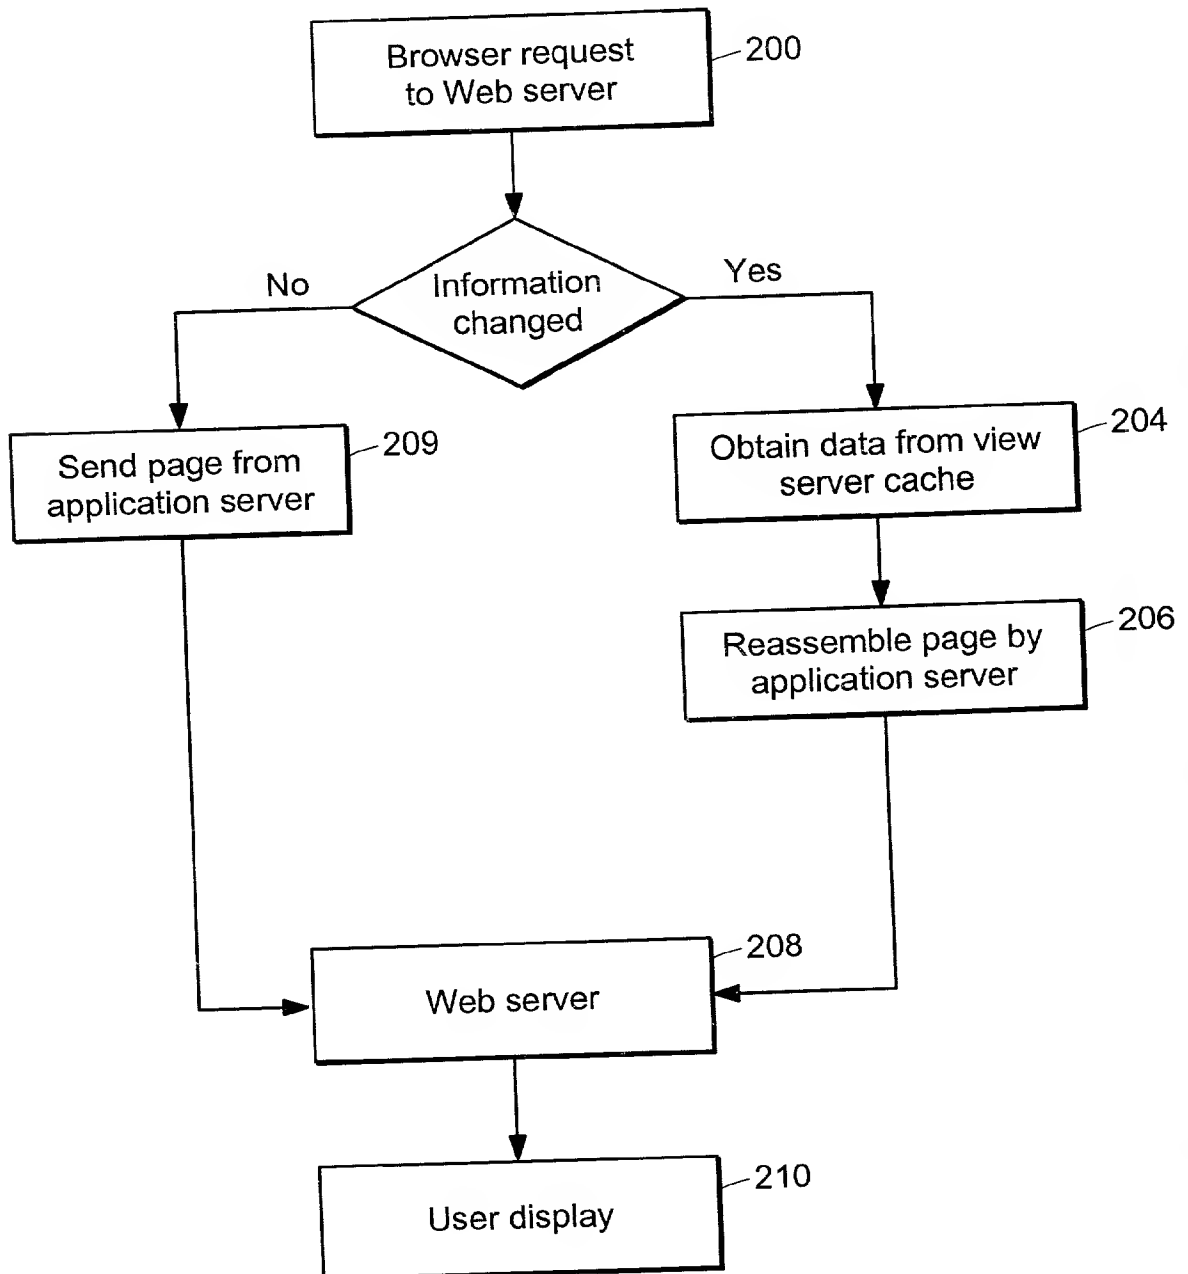 Browser request
to Web server
200
Information
changed
No
Yes
Send page from
application server
209
Obtain data from view
server cache
204
Reassemble page by
application server
206
Web server
208
User display
210